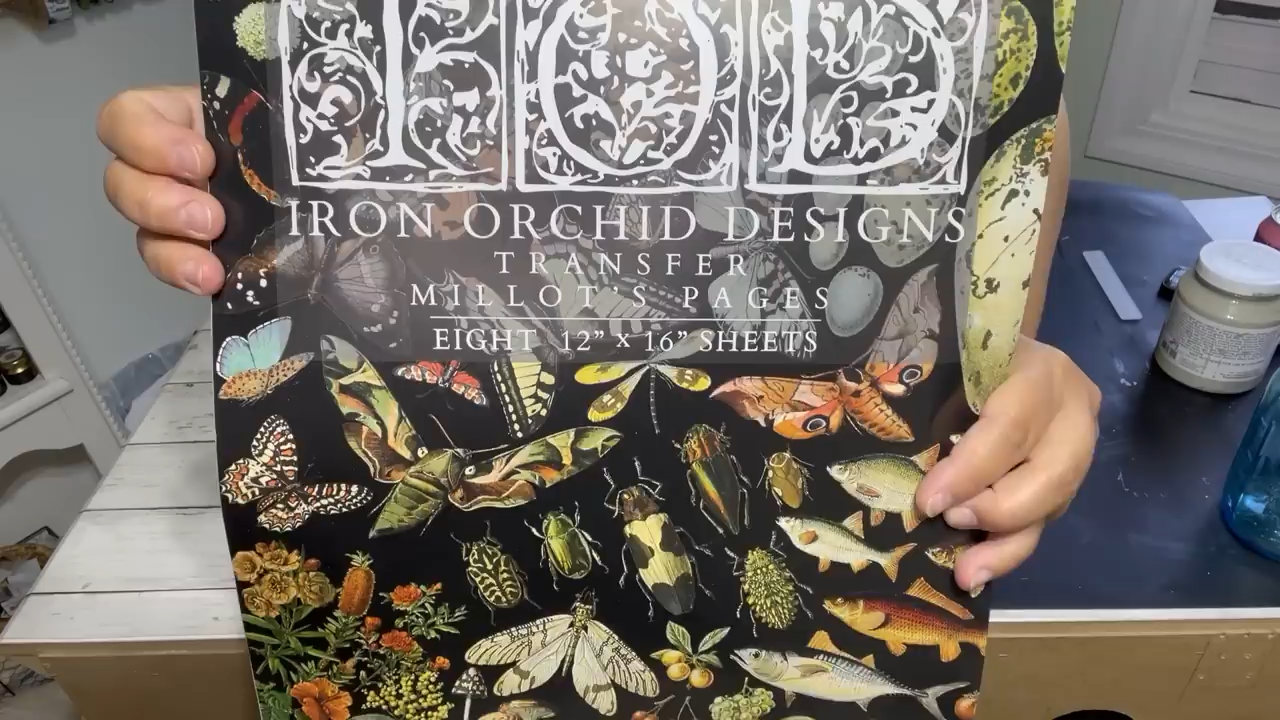 IOD
IRON ORCHID DESIGNS
TRANSFER
MILLOT'S PAGES
EIGHT 12" x 16" SHEETS